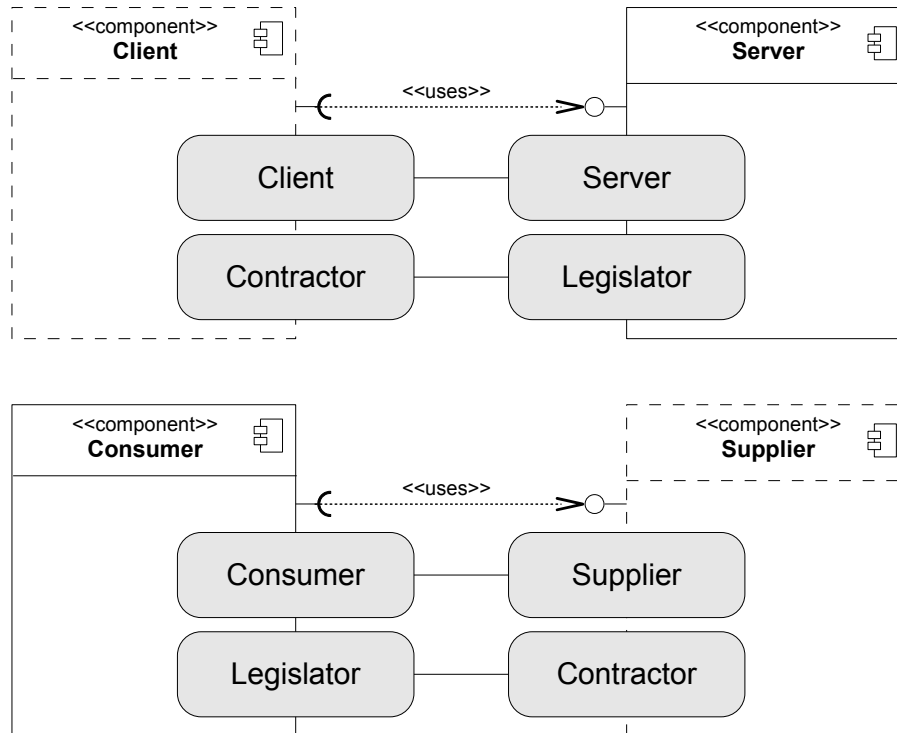 <<component>>
Client
<<component>>
Server
<<uses>>
Client
Server
Contractor
Legislator
<<component>>
Consumer
<<component>>
Supplier
<<uses>>
Consumer
Supplier
Legislator
Contractor